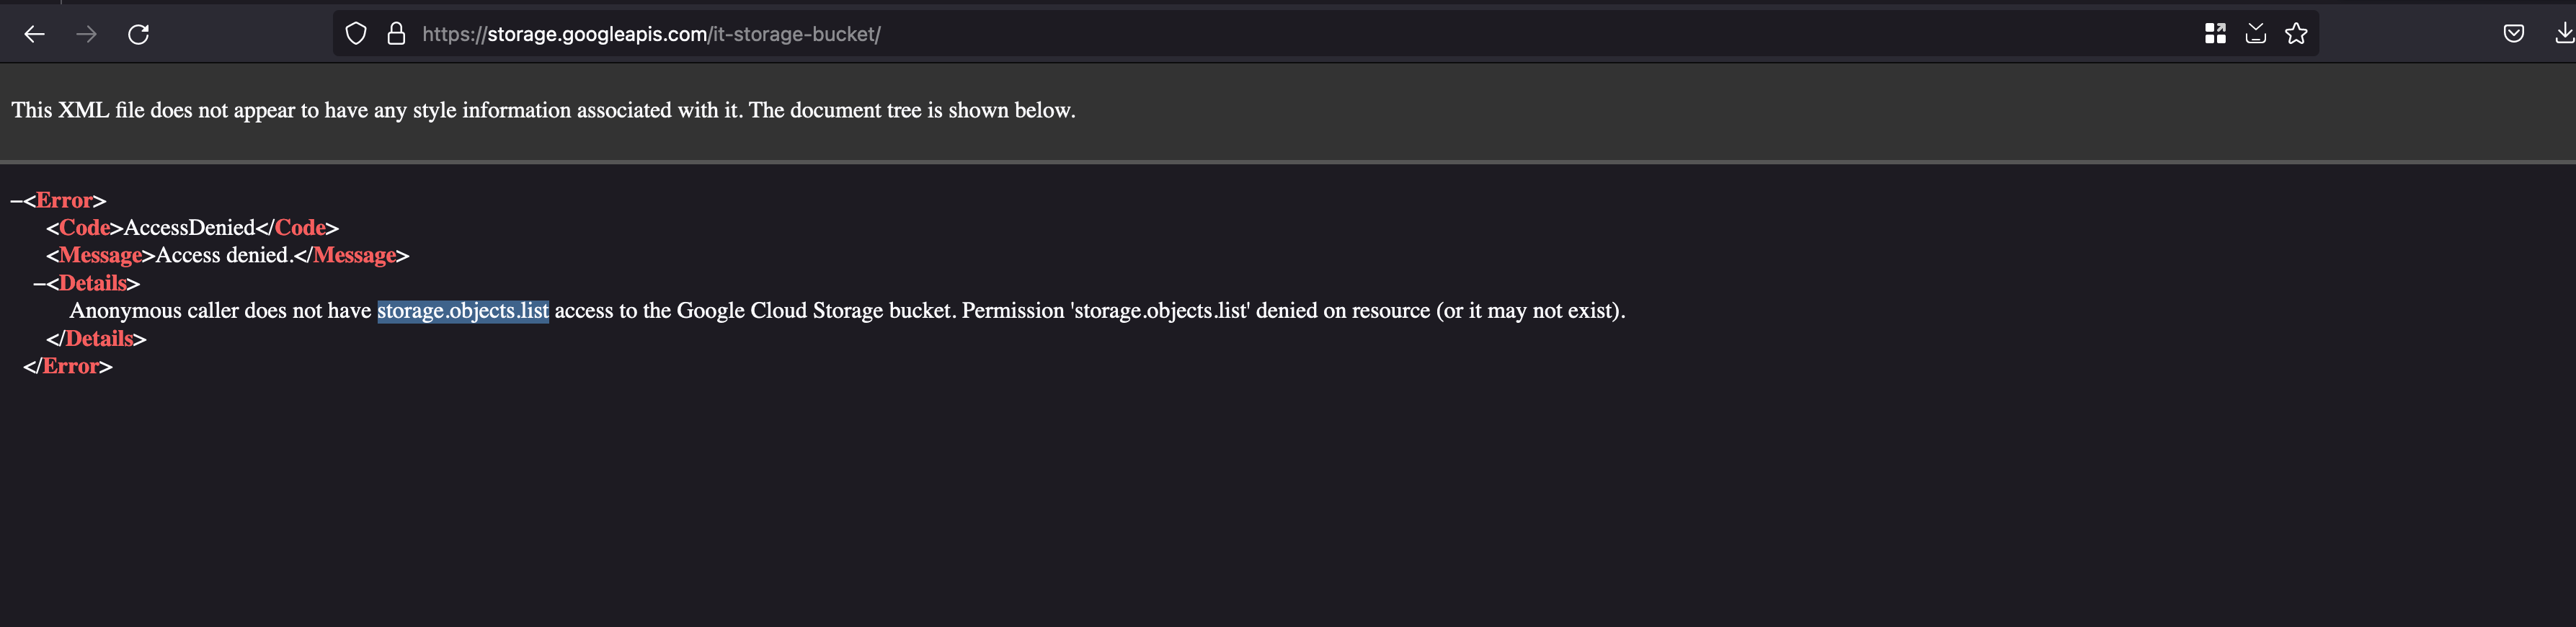 https://storage.googleapis.com/it-storage-bucket/
This XML file does not appear to have any style information associated with it. The document tree is shown below.
–<Error>
<Code>AccessDenied</Code>
<Message>Access denied.</Message>
–<Details>
Anonymous caller does not have storage.objects.list access to the Google Cloud Storage bucket. Permission 'storage.objects.list' denied on resource (or it may not exist).
</Details>
</Error>